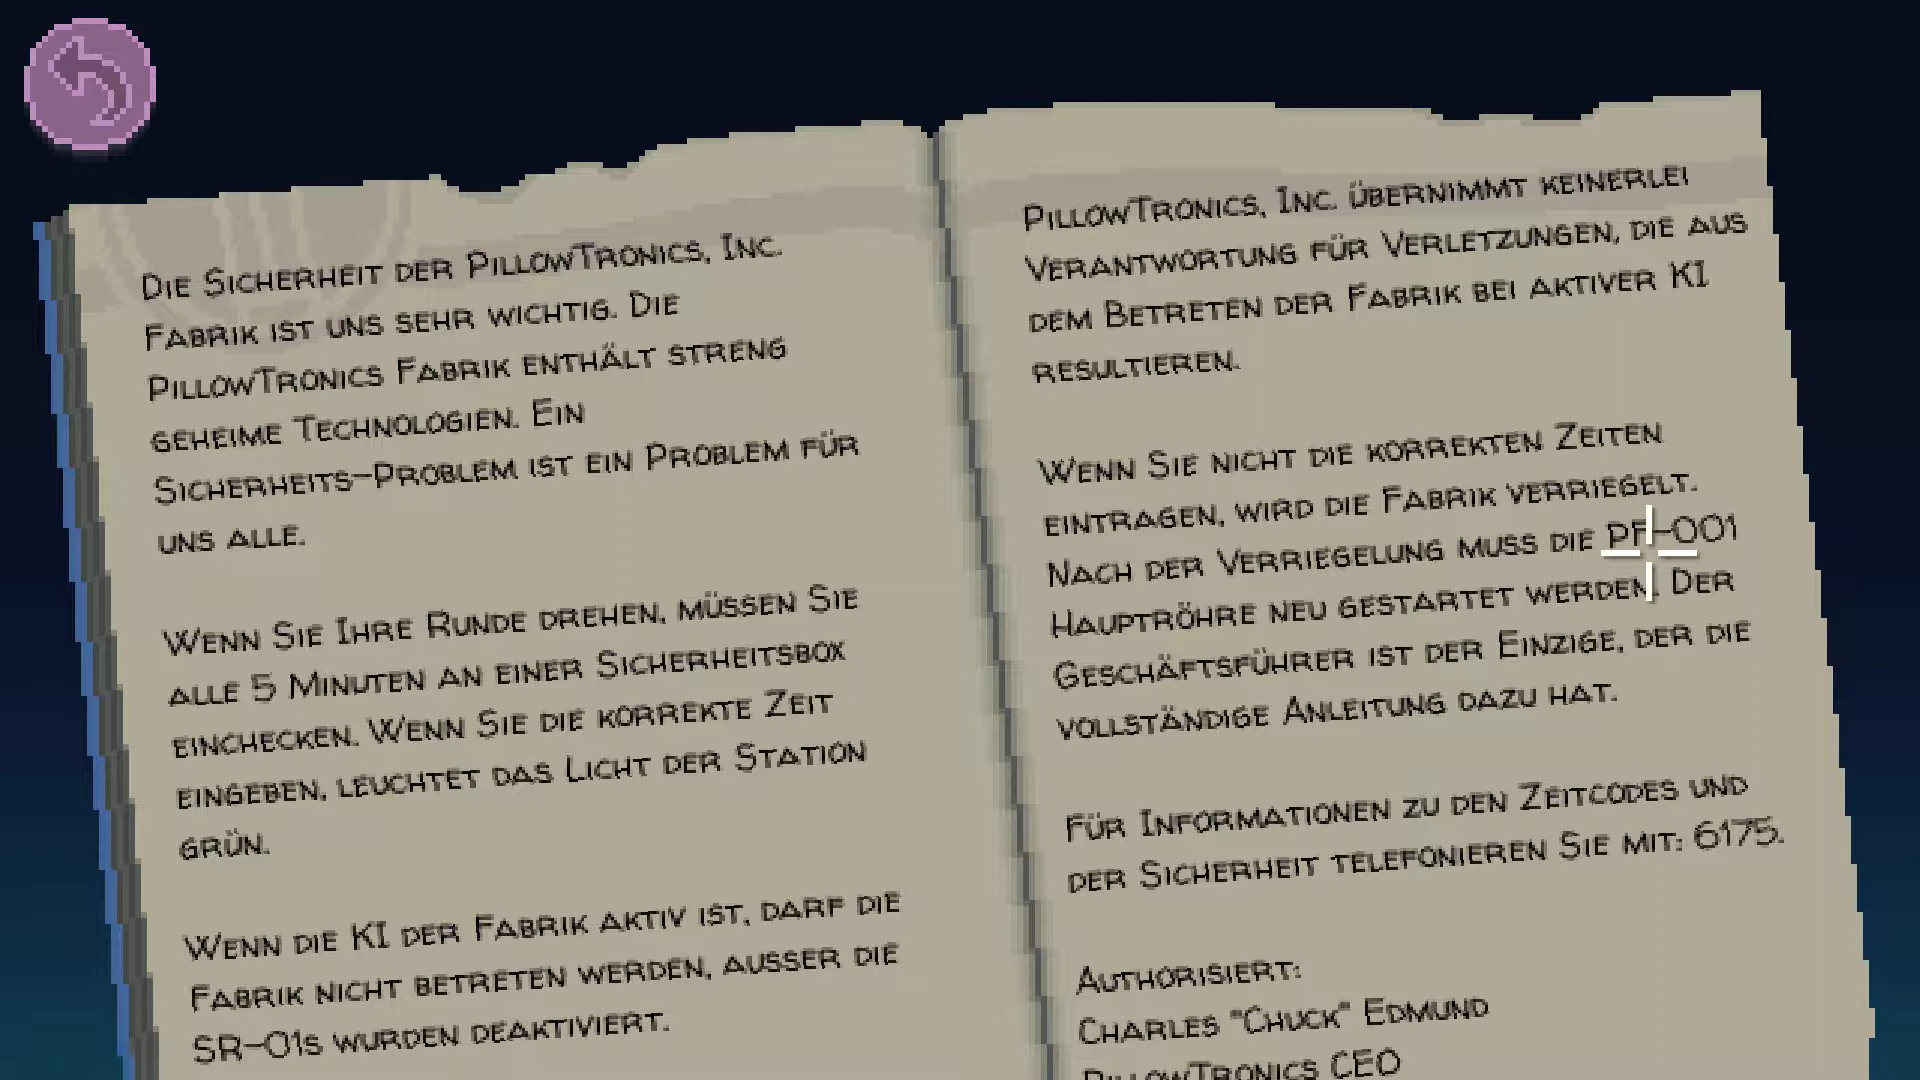 Die Sicherheit der PillowTronics, Inc.
Fabrik ist uns sehr wichtig. Die
PillowTronics Fabrik enthält streng
geheime Technologien. Ein
Sicherheits-Problem ist ein Problem für
uns alle.
Wenn Sie Ihre Runde drehen, müssen Sie
alle 5 Minuten an einer Sicherheitsbox
einchecken. Wenn Sie die korrekte Zeit
eingeben, leuchtet das Licht der Station
grün.
Wenn die KI der Fabrik aktiv ist, darf die
Fabrik nicht betreten werden, ausser die
SR-01s wurden deaktiviert.
PillowTronics, Inc. übernimmt keinerlei
Verantwortung für Verletzungen, die aus
dem Betreten der Fabrik bei aktiver KI
resultieren.
Wenn Sie nicht die korrekten Zeiten
eintragen, wird die Fabrik verriegelt.
Nach der Verriegelung muss die PF-001
Hauptröhre neu gestartet werden. Der
Geschäftsführer ist der Einzige, der die
vollständige Anleitung dazu hat.
Für Informationen zu den Zeitcodes und
der Sicherheit telefonieren Sie mit: 6175.
Authorisiert:
Charles "Chuck" Edmund
PillowTronics CEO